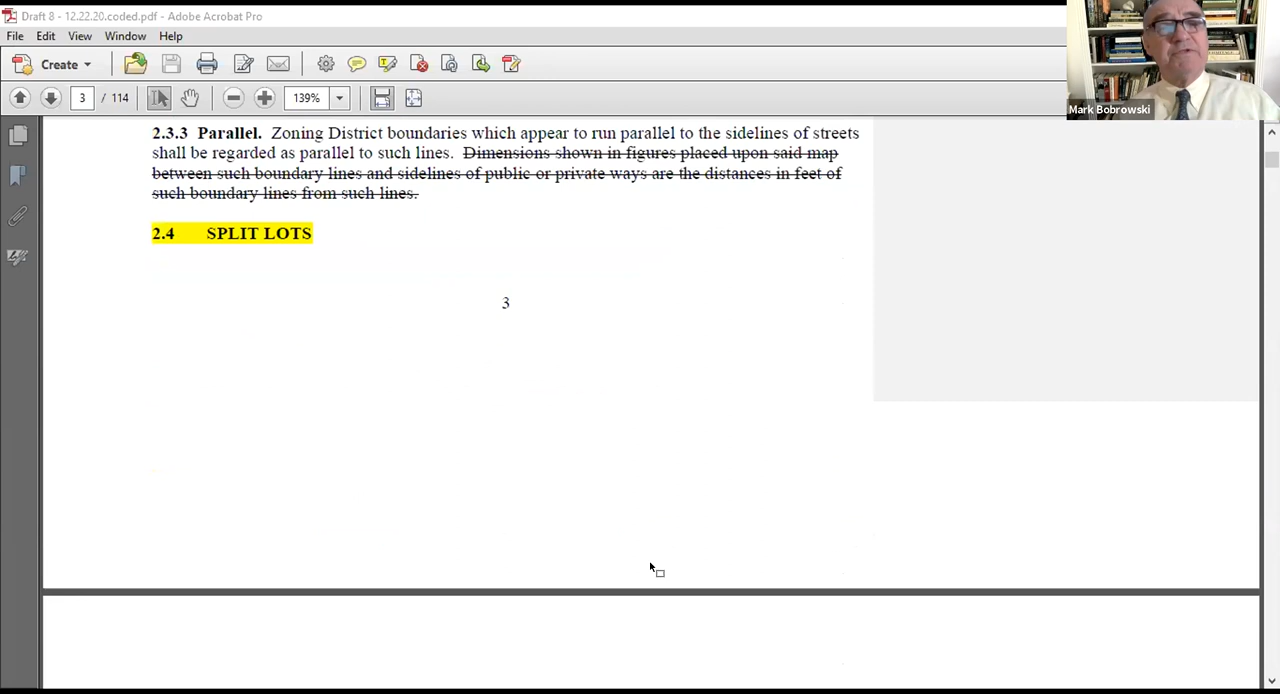 Draft 8 - 12.22.20.coded.pdf - Adobe Acrobat Pro
File Edit View Window Help
Create
3 / 114 139%
Mark Bobrowski
2.3.3 Parallel. Zoning District boundaries which appear to run parallel to the sidelines of streets
shall be regarded as parallel to such lines. Dimensions shown in figures placed upon said map
between such boundary lines and sidelines of public or private ways are the distances in feet of
such boundary lines from such lines.
2.4 SPLIT LOTS
3